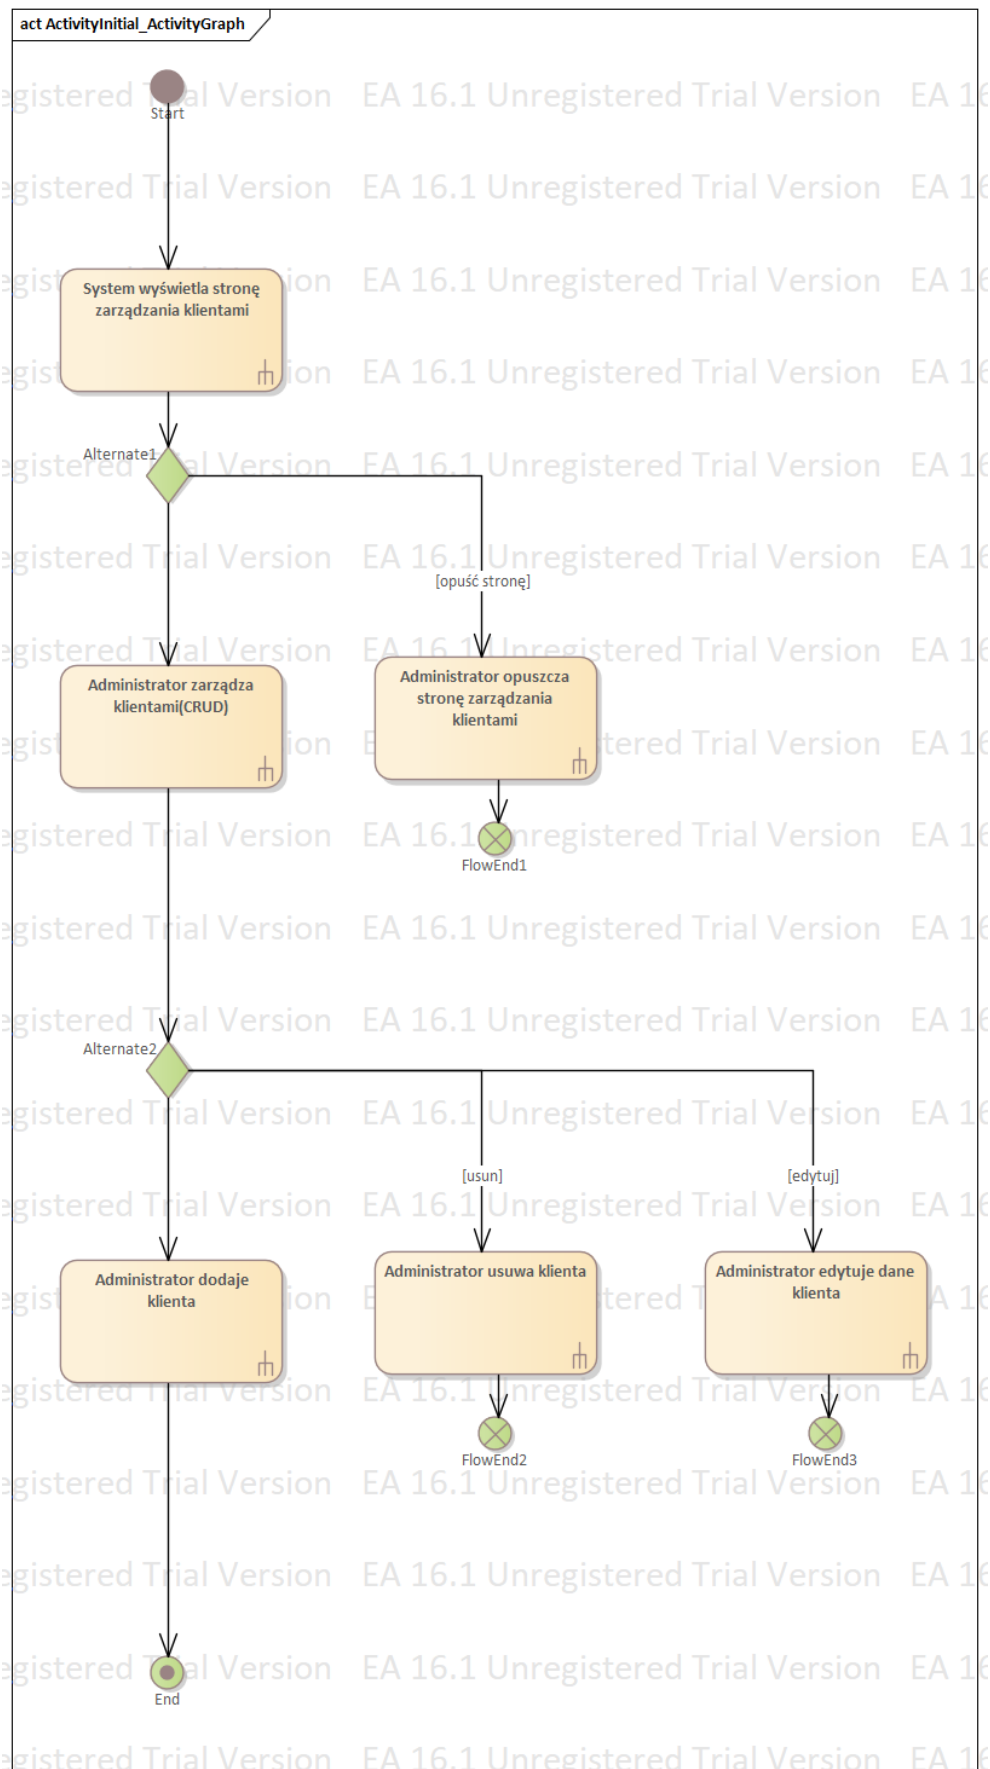 act ActivityInitial_ActivityGraph
Start
System wyświetla stronę
zarządzania klientami
Alternate1
[opuść stronę]
Administrator zarządza
klientami(CRUD)
Administrator opuszcza
stronę zarządzania
klientami
FlowEnd1
Alternate2
[usun]
[edytuj]
Administrator dodaje
klienta
Administrator usuwa klienta
Administrator edytuje dane
klienta
FlowEnd2
FlowEnd3
End
EA 16.1 Unregistered Trial Version